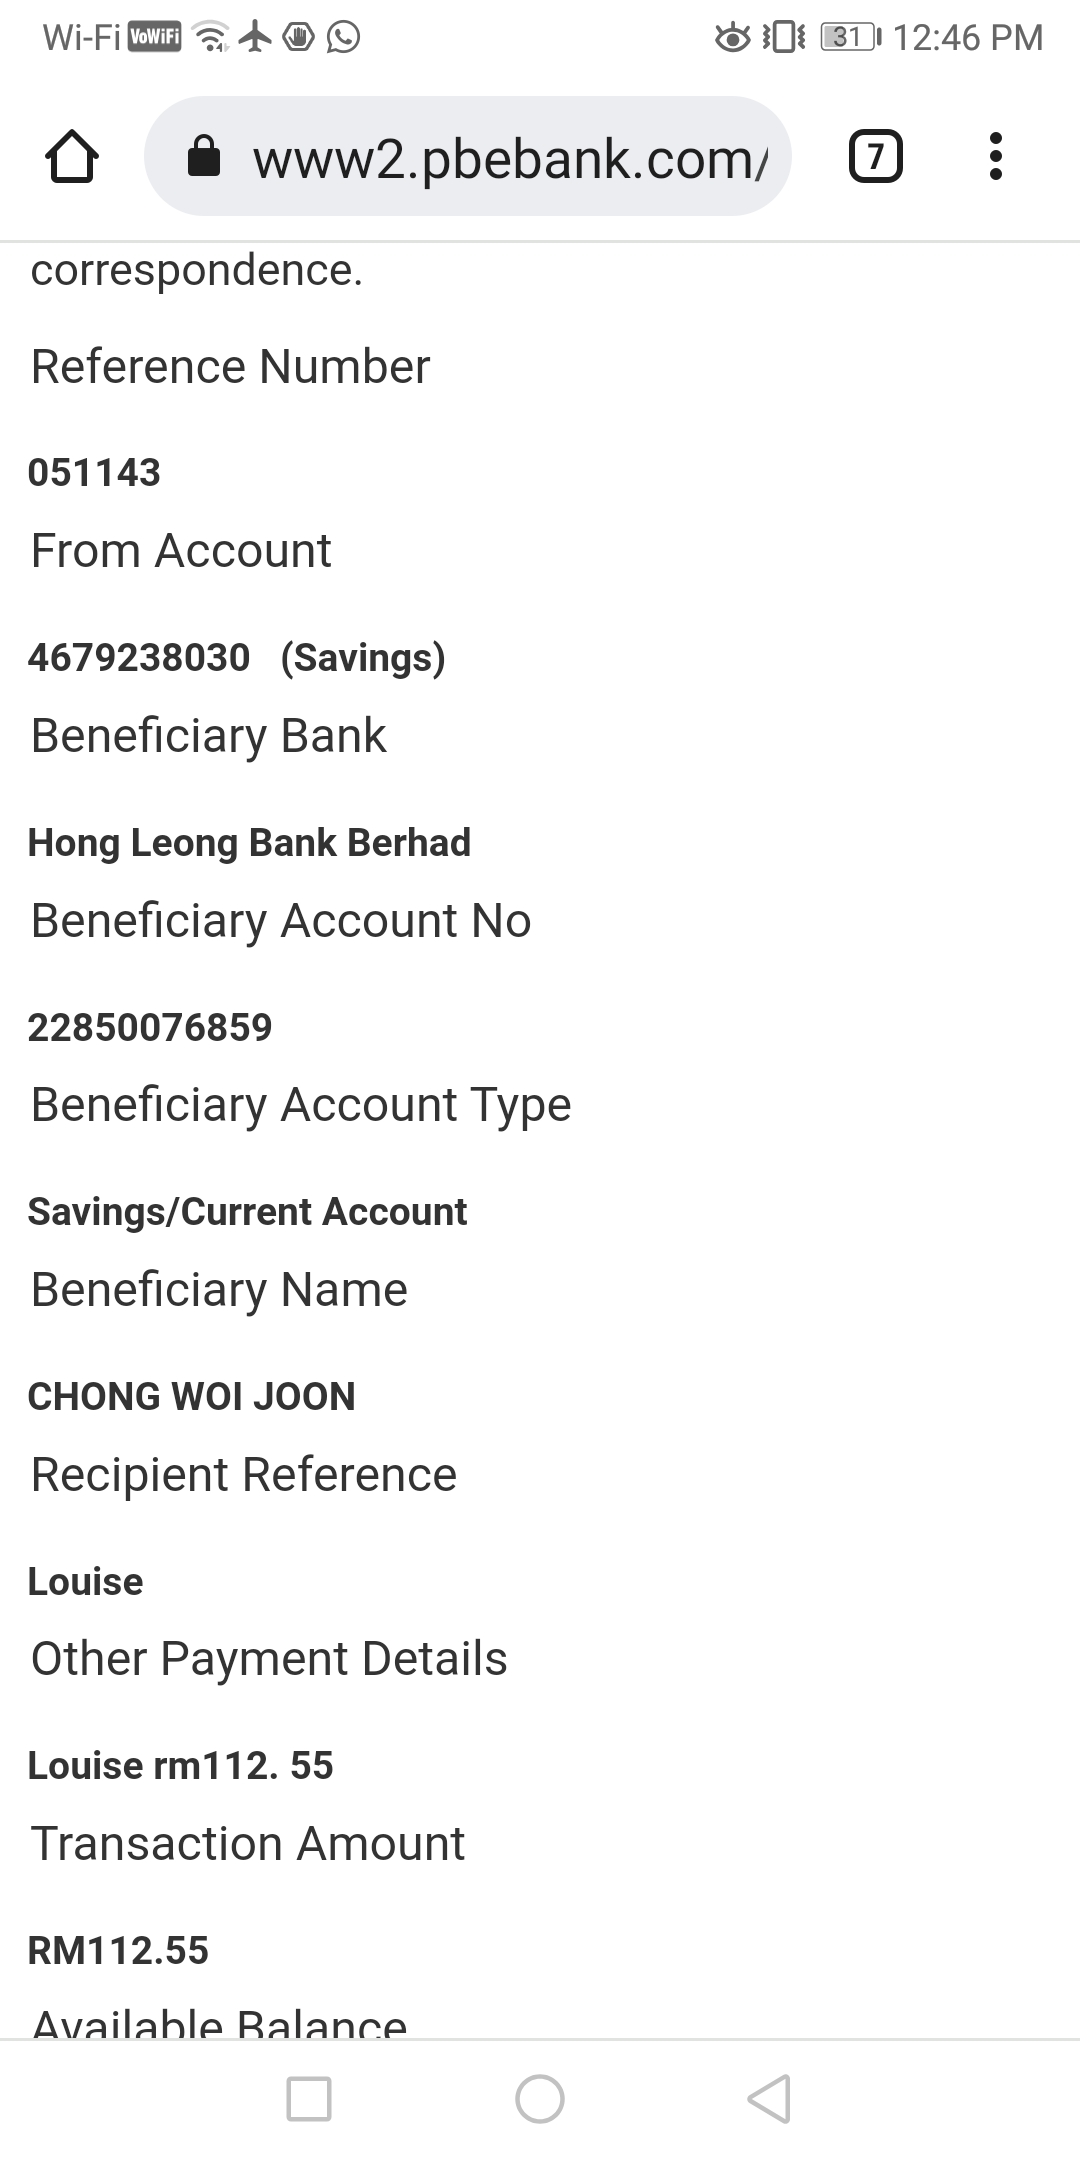 Wi-Fi VoWiFi 31 12:46 PM
www2.pbebank.com/ 7
correspondence.
Reference Number
051143
From Account
4679238030 (Savings)
Beneficiary Bank
Hong Leong Bank Berhad
Beneficiary Account No
22850076859
Beneficiary Account Type
Savings/Current Account
Beneficiary Name
CHONG WOI JOON
Recipient Reference
Louise
Other Payment Details
Louise rm112. 55
Transaction Amount
RM112.55
Available Balance